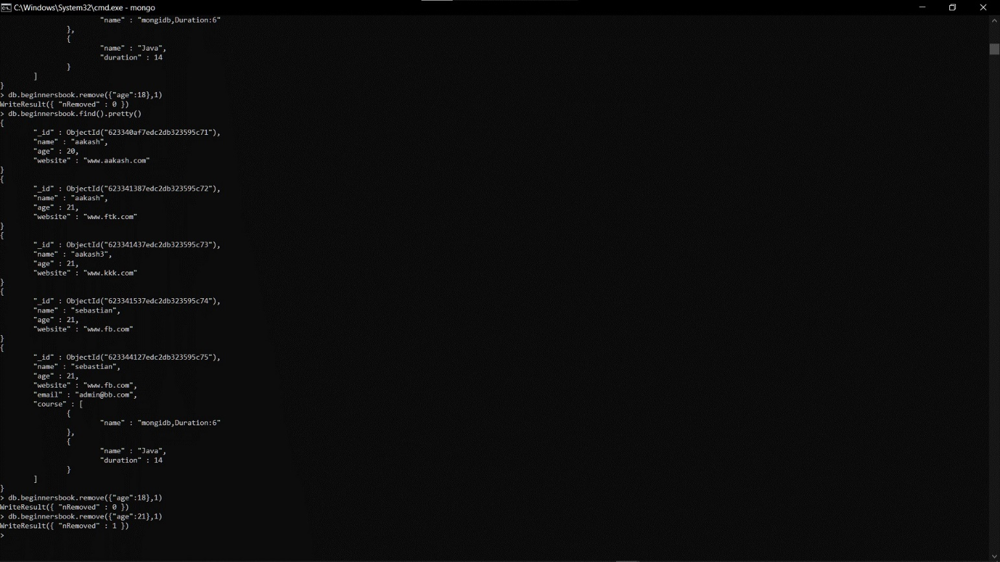 C:\Windows\System32\cmd.exe - mongo
"name" : "mongidb,Duration:6"
},
{
"name" : "Java",
"duration" : 14
}
]
}
> db.beginnersbook.remove({"age":18},1)
WriteResult({ "nRemoved" : 0 })
> db.beginnersbook.find().pretty()
{
"_id" : ObjectId("623340af7edc2db323595c71"),
"name" : "aakash",
"age" : 20,
"website" : "www.aakash.com"
}
{
"_id" : ObjectId("623341387edc2db323595c72"),
"name" : "aakash",
"age" : 21,
"website" : "www.ftk.com"
}
{
"_id" : ObjectId("623341437edc2db323595c73"),
"name" : "aakash3",
"age" : 21,
"website" : "www.kkk.com"
}
{
"_id" : ObjectId("623341537edc2db323595c74"),
"name" : "sebastian",
"age" : 21,
"website" : "www.fb.com"
}
{
"_id" : ObjectId("623344127edc2db323595c75"),
"name" : "sebastian",
"age" : 21,
"website" : "www.fb.com",
"email" : "admin@bb.com",
"course" : [
{
"name" : "mongidb,Duration:6"
},
{
"name" : "Java",
"duration" : 14
}
]
}
> db.beginnersbook.remove({"age":18},1)
WriteResult({ "nRemoved" : 0 })
> db.beginnersbook.remove({"age":21},1)
WriteResult({ "nRemoved" : 1 })
>